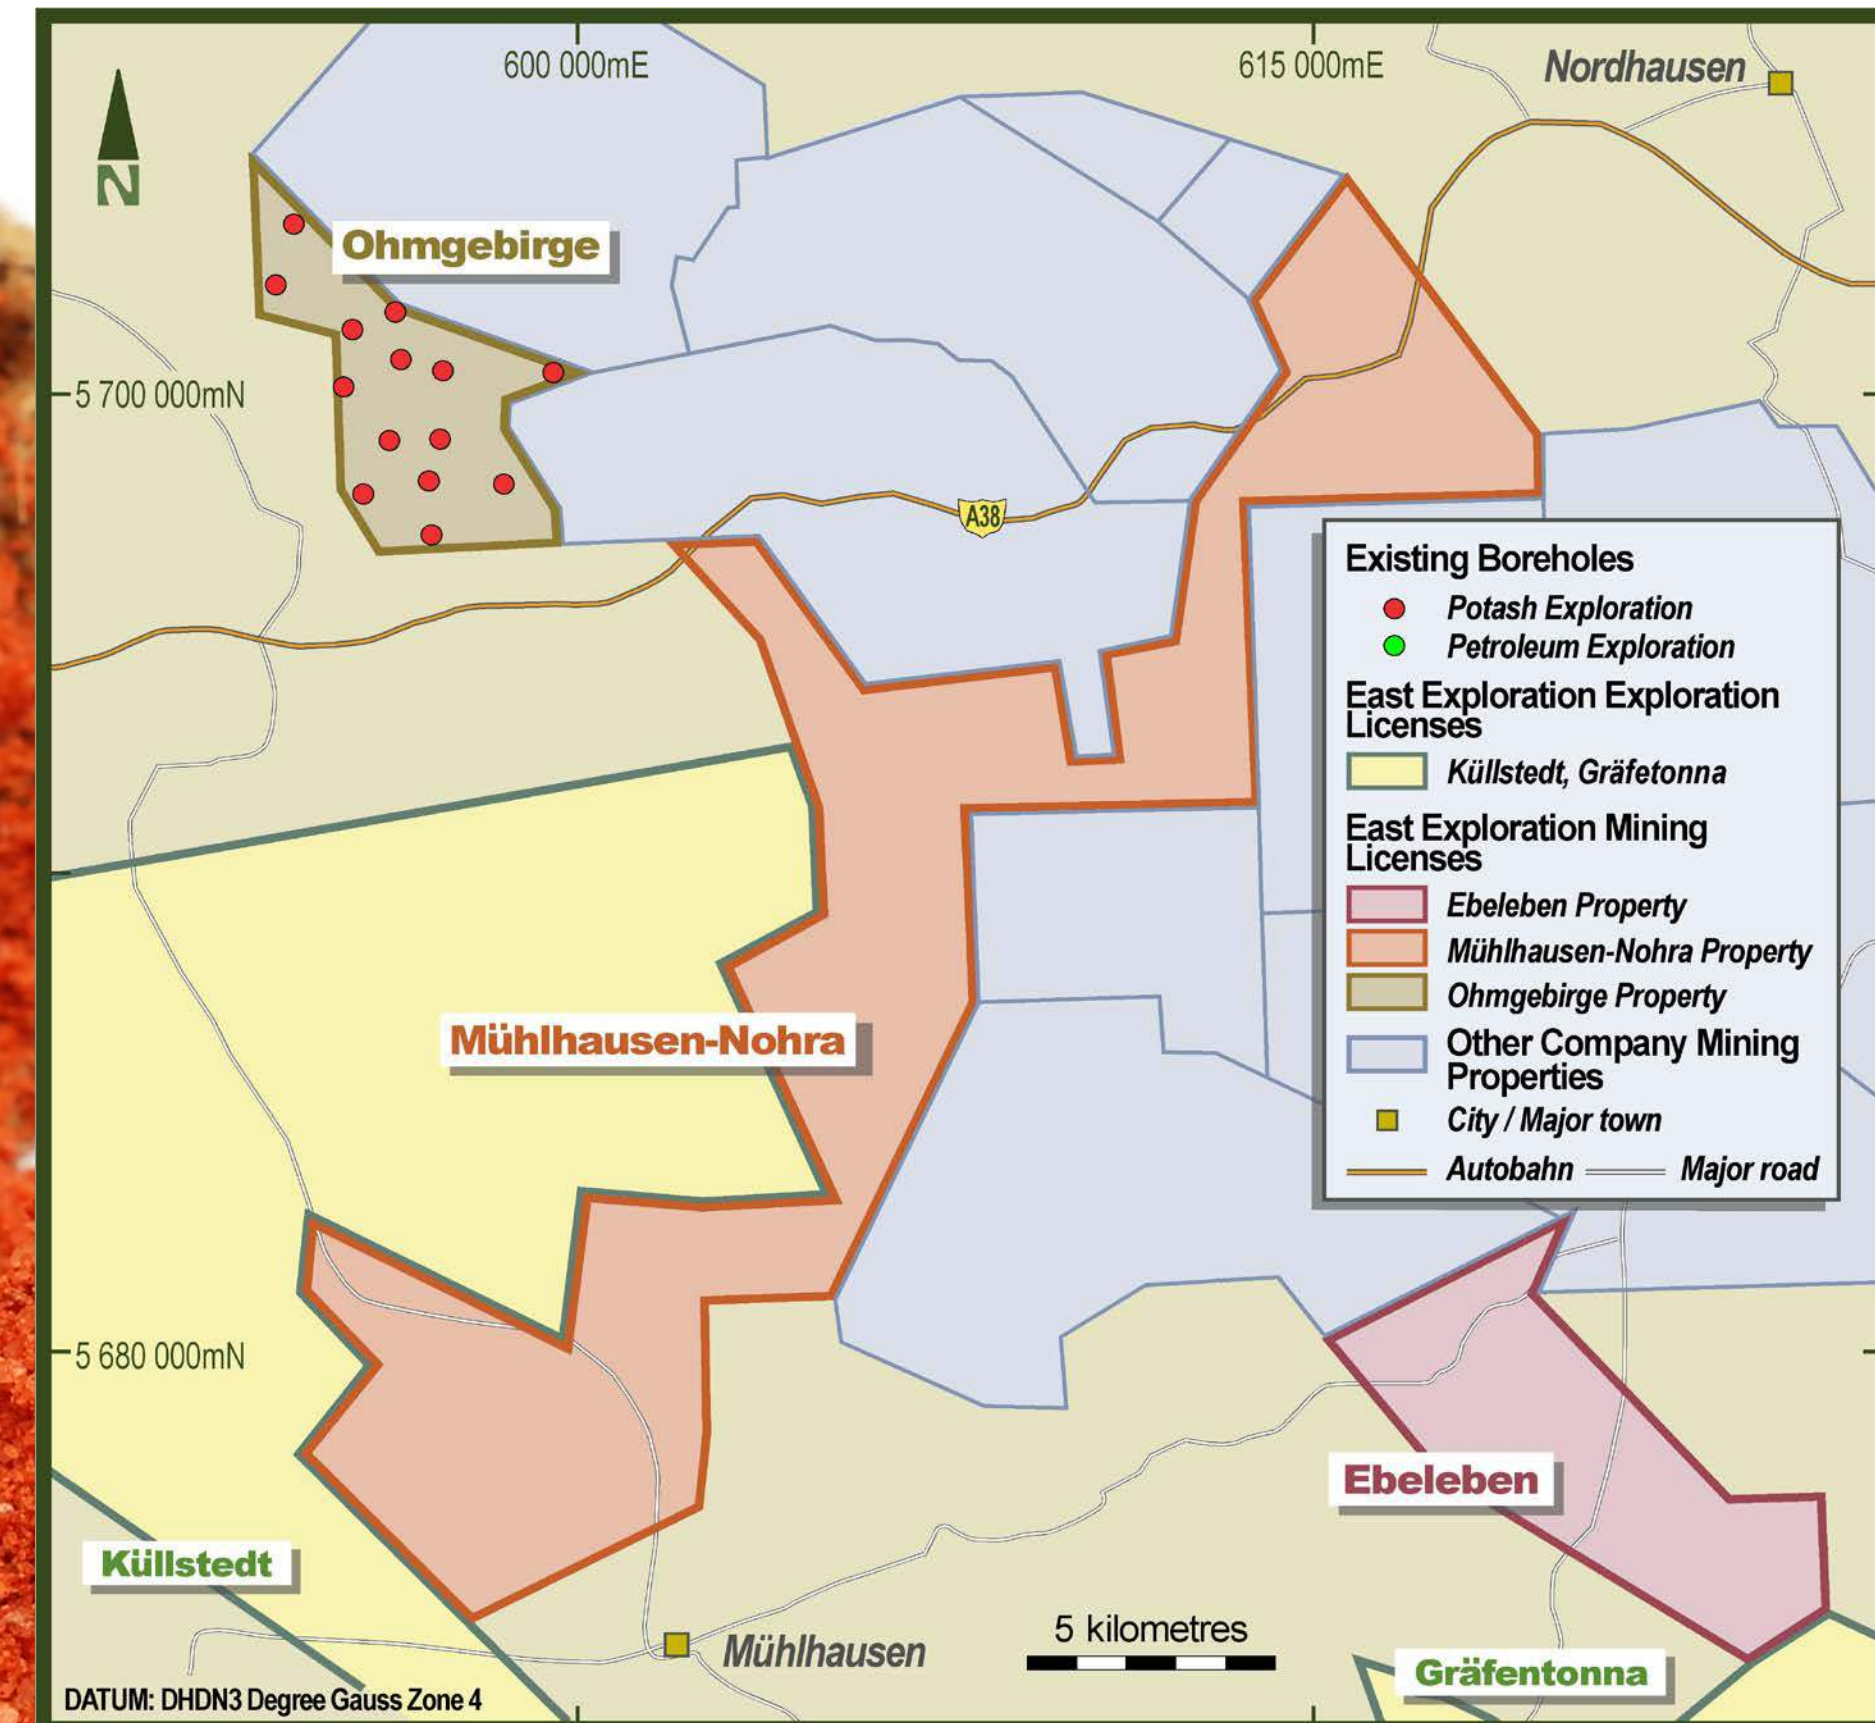 600 000mE
615 000mE
Nordhausen
N
Ohmgebirge
5 700 000mN
A38
Existing Boreholes
Potash Exploration
Petroleum Exploration
East Exploration Exploration
Licenses
Küllstedt, Gräfetonna
East Exploration Mining
Licenses
Ebeleben Property
Mühlhausen-Nohra Property
Ohmgebirge Property
Other Company Mining
Properties
City / Major town
Autobahn
Major road
Mühlhausen-Nohra
5 680 000mN
Ebeleben
Küllstedt
5 kilometres
Mühlhausen
Gräfentonna
DATUM: DHDN3 Degree Gauss Zone 4